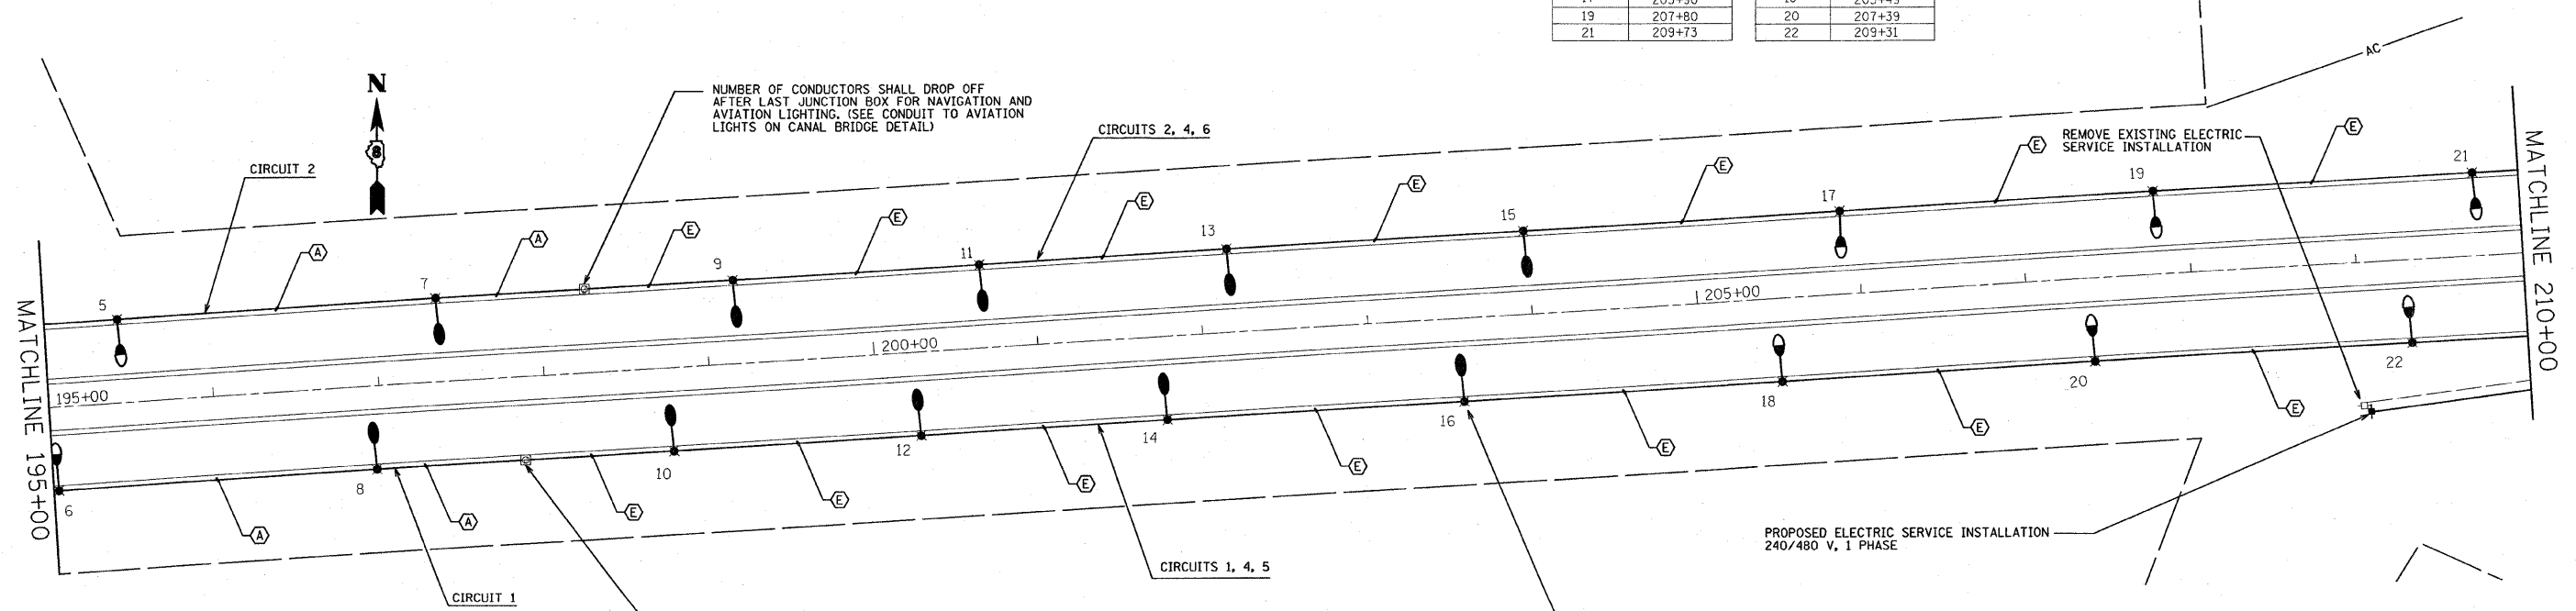 19 207+80 20 207+39
21 209+73 22 209+31
AC
N
8
NUMBER OF CONDUCTORS SHALL DROP OFF
AFTER LAST JUNCTION BOX FOR NAVIGATION AND
AVIATION LIGHTING. (SEE CONDUIT TO AVIATION
LIGHTS ON CANAL BRIDGE DETAIL)
CIRCUITS 2, 4, 6
REMOVE EXISTING ELECTRIC
SERVICE INSTALLATION
CIRCUIT 2
E
E
E
E
E
E
E
E
A
A
5
7
9
11
13
15
17
19
21
MATCHLINE 195+00
MATCHLINE 210+00
195+00
200+00
205+00
6
8
10
12
14
16
18
20
22
A
A
E
E
E
E
E
E
E
CIRCUIT 1
CIRCUITS 1, 4, 5
PROPOSED ELECTRIC SERVICE INSTALLATION
240/480 V, 1 PHASE